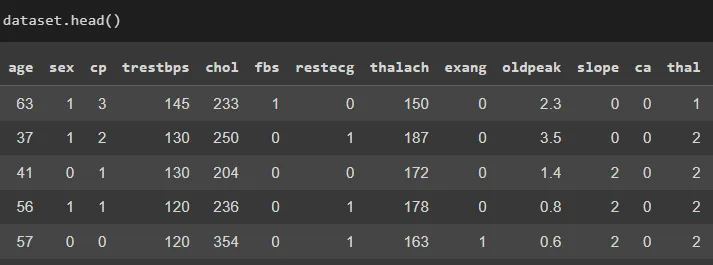 dataset.head()
age sex cp trestbps chol fbs restecg thalach exang oldpeak slope ca thal
63 1 3 145 233 1 0 150 0 2.3 0 0 1
37 1 2 130 250 0 1 187 0 3.5 0 0 2
41 0 1 130 204 0 0 172 0 1.4 2 0 2
56 1 1 120 236 0 1 178 0 0.8 2 0 2
57 0 0 120 354 0 1 163 1 0.6 2 0 2